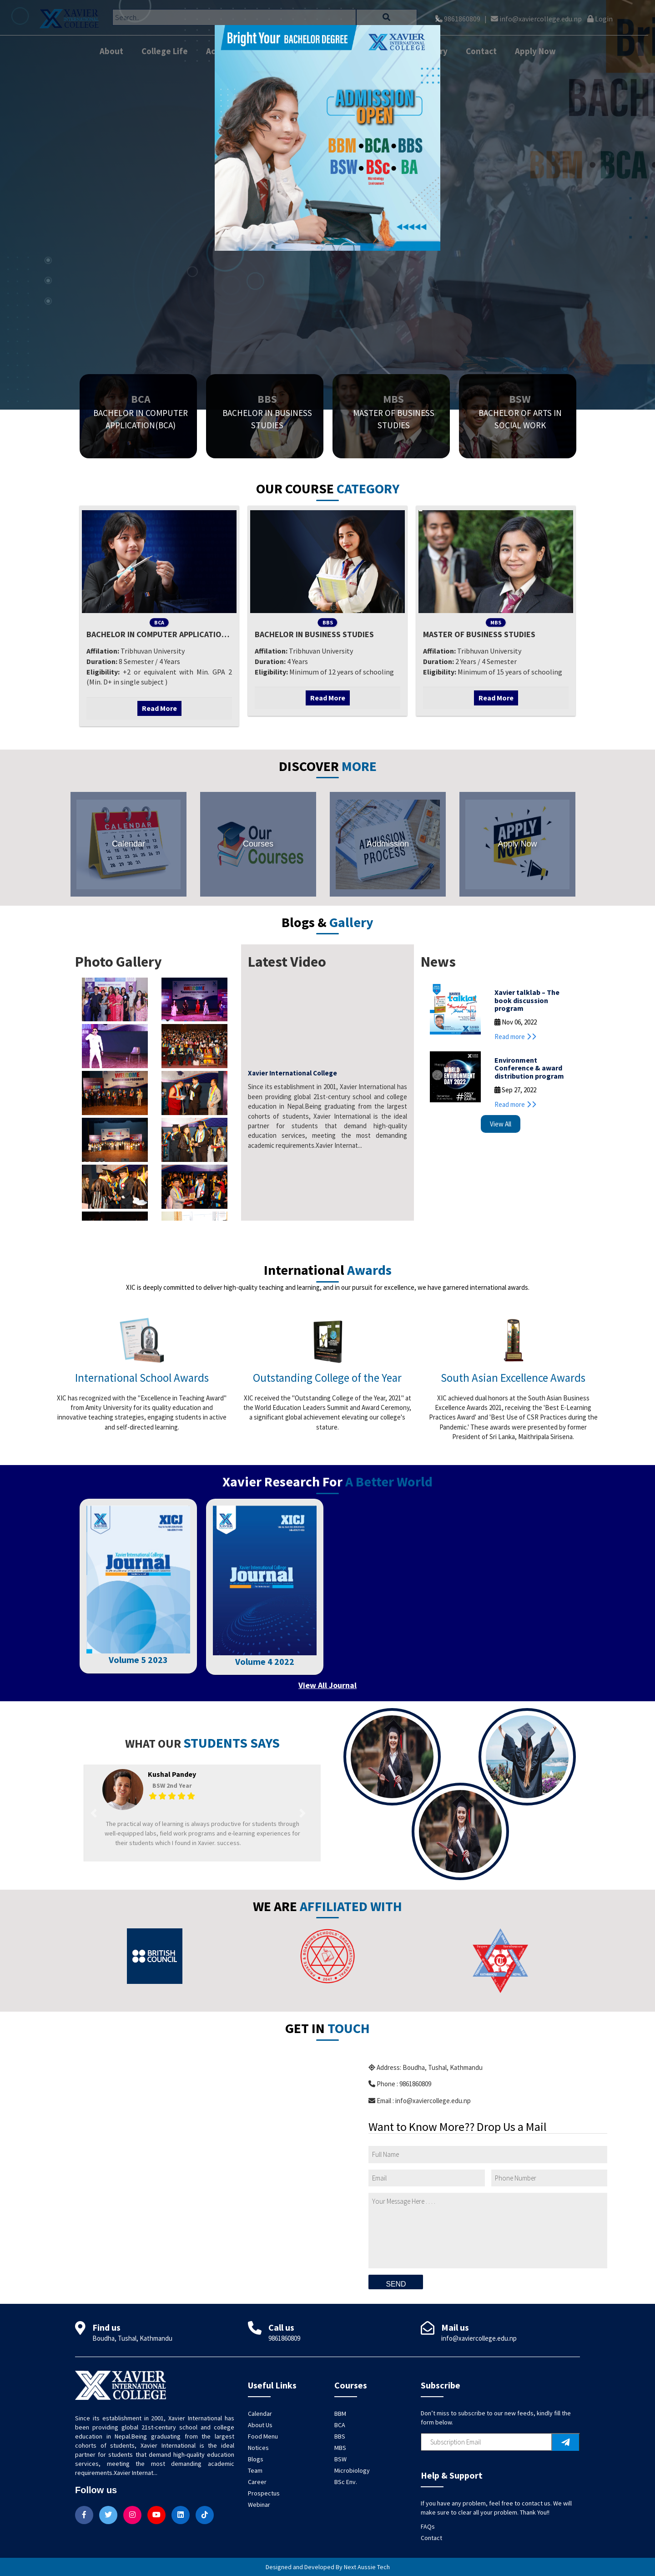 XAVIER
INTERNATIONAL
COLLEGE
Search..
9861860809 | info@xaviercollege.edu.np Login
About College Life Contact Apply Now
Bright Your BACHELOR DEGREE
XAVIER
INTERNATIONAL
COLLEGE
ADMISSION
OPEN
BBM •BCA •BBS
BSW •BSc• BA
Microbiology
Environment
BCA
BACHELOR IN COMPUTER
APPLICATION(BCA)
BBS
BACHELOR IN BUSINESS
STUDIES
MBS
MASTER OF BUSINESS
STUDIES
BSW
BACHELOR OF ARTS IN
SOCIAL WORK
OUR COURSE CATEGORY
BCA
BACHELOR IN COMPUTER APPLICATIO...
Affilation: Tribhuvan University
Duration: 8 Semester / 4 Years
Eligibility: +2 or equivalent with Min. GPA 2
(Min. D+ in single subject )
Read More
BBS
BACHELOR IN BUSINESS STUDIES
Affilation: Tribhuvan University
Duration: 4 Years
Eligibility: Minimum of 12 years of schooling
Read More
MBS
MASTER OF BUSINESS STUDIES
Affilation: Tribhuvan University
Duration: 2 Years / 4 Semester
Eligibility: Minimum of 15 years of schooling
Read More
DISCOVER MORE
CALENDAR
Calendar
Our
Courses
Courses
ADMISSION
PROCESS
Addmission
APPLY
NOW
Apply Now
Blogs & Gallery
Photo Gallery
Latest Video
Xavier International College
Since its establishment in 2001, Xavier International has
been providing global 21st-century school and college
education in Nepal.Being graduating from the largest
cohorts of students, Xavier International is the ideal
partner for students that demand high-quality
education services, meeting the most demanding
academic requirements.Xavier Internat...
News
Xavier talklab – The
book discussion
program
Nov 06, 2022
Read more
WORLD
ENVIRONMENT
DAY 2022
Environment
Conference & award
distribution program
Sep 27, 2022
Read more
View All
International Awards
XIC is deeply committed to deliver high-quality teaching and learning, and in our pursuit for excellence, we have garnered international awards.
International School Awards
XIC has recognized with the "Excellence in Teaching Award"
from Amity University for its quality education and
innovative teaching strategies, engaging students in active
and self-directed learning.
Outstanding College of the Year
XIC received the "Outstanding College of the Year, 2021" at
the World Education Leaders Summit and Award Ceremony,
a significant global achievement elevating our college's
stature.
South Asian Excellence Awards
XIC achieved dual honors at the South Asian Business
Excellence Awards 2021, receiving the 'Best E-Learning
Practices Award' and 'Best Use of CSR Practices during the
Pandemic.' These awards were presented by former
President of Sri Lanka, Maithripala Sirisena.
Xavier Research For A Better World
XICJ
Xavier International College
Journal
Volume 5 2023
XICJ
Xavier International College
Journal
Volume 4 2022
View All Journal
WHAT OUR STUDENTS SAYS
Kushal Pandey
BSW 2nd Year
The practical way of learning is always productive for students through
well-equipped labs, field work programs and e-learning experiences for
their students which I found in Xavier. success.
WE ARE AFFILIATED WITH
BRITISH
COUNCIL
GET IN TOUCH
Address: Boudha, Tushal, Kathmandu
Phone : 9861860809
Email : info@xaviercollege.edu.np
Want to Know More?? Drop Us a Mail
Full Name
Email
Phone Number
Your Message Here ....
SEND
Find us
Boudha, Tushal, Kathmandu
Call us
9861860809
Mail us
info@xaviercollege.edu.np
XAVIER
INTERNATIONAL
COLLEGE
Since its establishment in 2001, Xavier International has
been providing global 21st-century school and college
education in Nepal.Being graduating from the largest
cohorts of students, Xavier International is the ideal
partner for students that demand high-quality education
services, meeting the most demanding academic
requirements.Xavier Internat...
Follow us
Useful Links
Calendar
About Us
Food Menu
Notices
Blogs
Team
Career
Prospectus
Webinar
Courses
BBM
BCA
BBS
MBS
BSW
Microbiology
BSc Env.
Subscribe
Don't miss to subscribe to our new feeds, kindly fill the
form below.
Subscription Email
Help & Support
If you have any problem, feel free to contact us. We will
make sure to clear all your problem. Thank You!!
FAQs
Contact
Designed and Developed By Next Aussie Tech